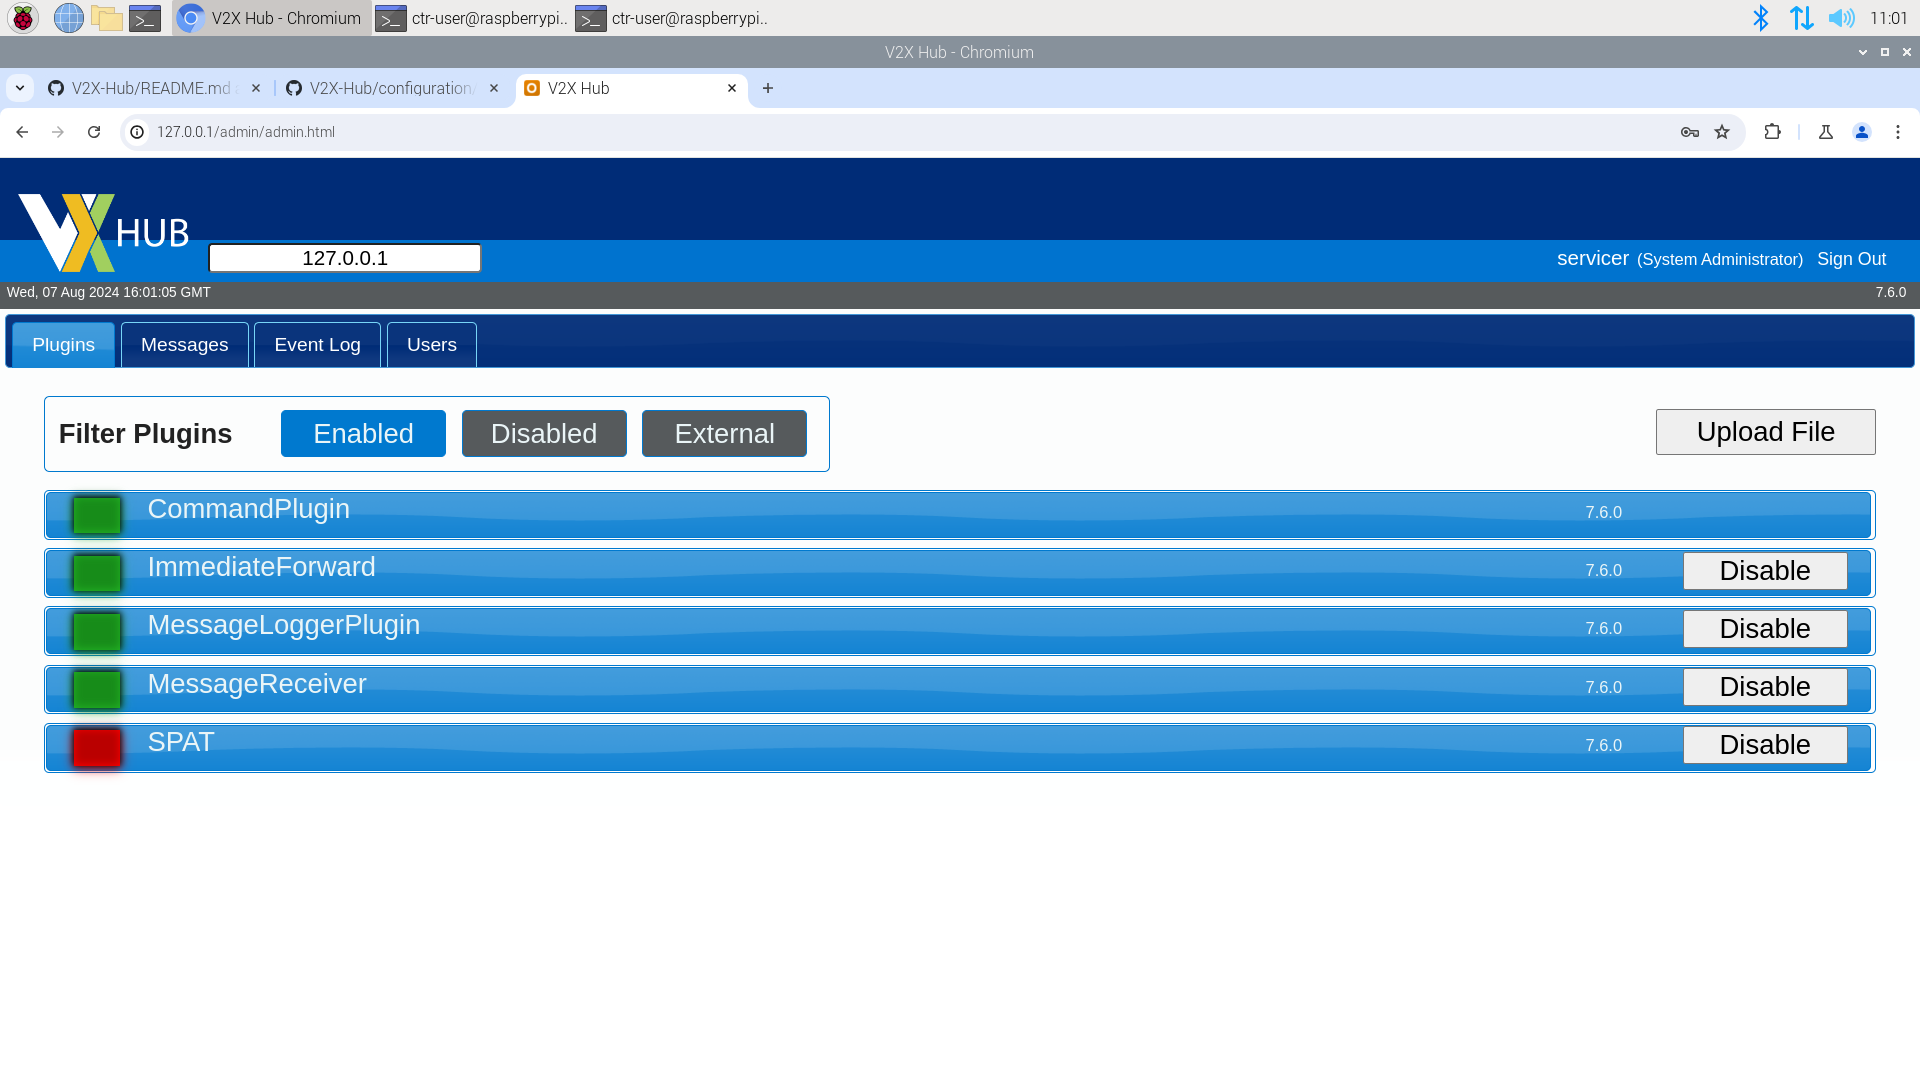 V2X Hub - Chromium
ctr-user@raspberrypi..
ctr-user@raspberrypi..
11:01
V2X Hub - Chromium
V2X-Hub/README.md
V2X-Hub/configuration
V2X Hub
127.0.0.1/admin/admin.html
VX HUB
127.0.0.1
servicer (System Administrator) Sign Out
Wed, 07 Aug 2024 16:01:05 GMT
7.6.0
Plugins
Messages
Event Log
Users
Filter Plugins
Enabled
Disabled
External
Upload File
CommandPlugin 7.6.0
ImmediateForward 7.6.0 Disable
MessageLoggerPlugin 7.6.0 Disable
MessageReceiver 7.6.0 Disable
SPAT 7.6.0 Disable